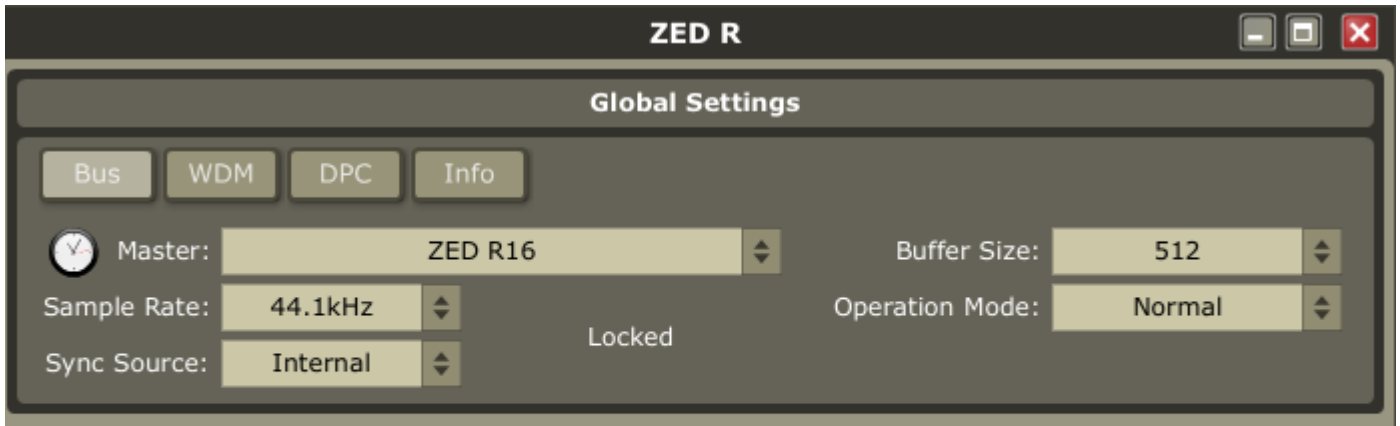 ZED R
Global Settings
Bus WDM DPC Info
Master: ZED R16 Buffer Size: 512
Sample Rate: 44.1kHz Operation Mode: Normal
Locked
Sync Source: Internal